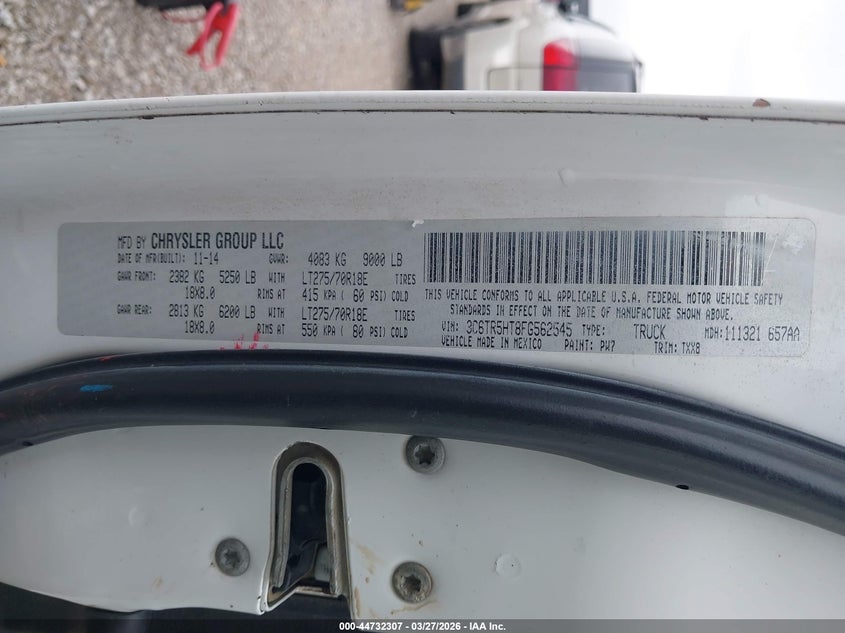 MFD BY CHRYSLER GROUP LLC
DATE OF MFR(BUILT): 11-14 GVWR: 4083 KG 9000 LB
GAWR FRONT: 2382 KG 5250 LB WITH LT275/70R18E TIRES
18X8.0 RIMS AT 415 KPA ( 60 PSI) COLD
GAWR REAR: 2813 KG 6200 LB WITH LT275/70R18E TIRES
18X8.0 RIMS AT 550 KPA ( 80 PSI) COLD
THIS VEHICLE CONFORMS TO ALL APPLICABLE U.S.A. FEDERAL MOTOR VEHICLE SAFETY
STANDARDS IN EFFECT ON THE DATE OF MANUFACTURE SHOWN ABOVE.
VIN: 3C6TR5HT8FG562545 TYPE: TRUCK MDH: 111321 657AA
VEHICLE MADE IN MEXICO PAINT: PW7 TRIM: TXX8
000-44732307 - 03/27/2026 - IAA Inc.